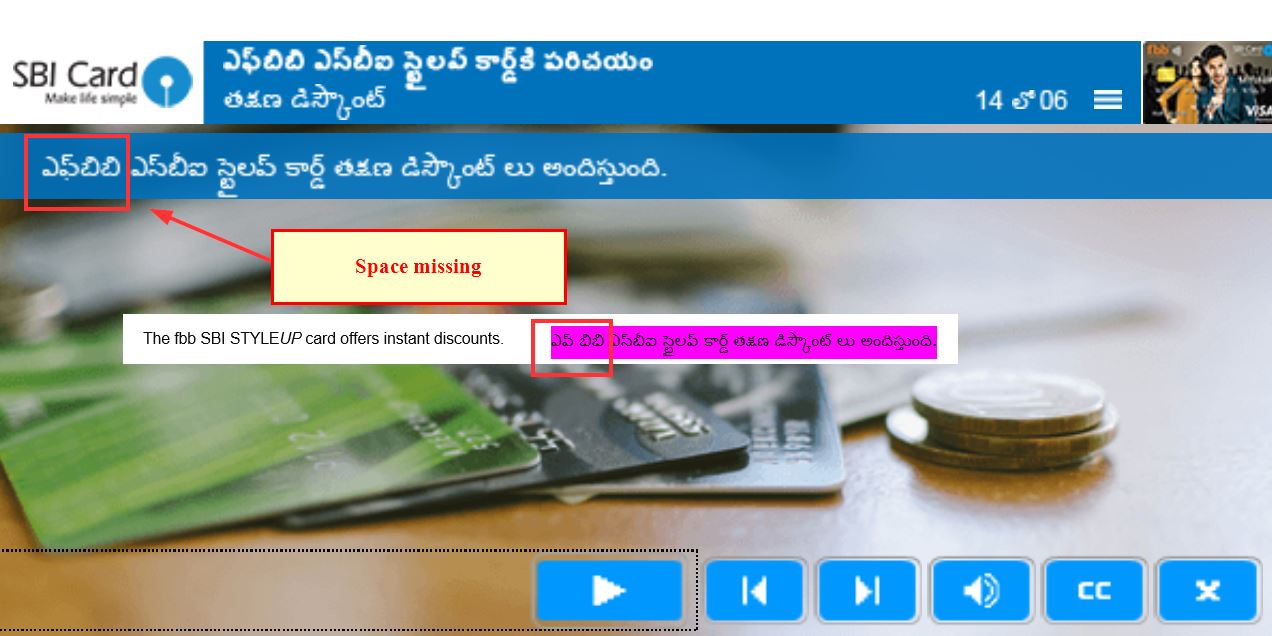 SBI Card
Make life simple
ఎఫ్‌బిబి ఎస్‌బీఐ స్టైలప్ కార్డ్‌కి పరిచయం
తక్షణ డిస్కౌంట్
14 లో 06
fbb
SBI Card
VISA
ఎఫ్‌బిబి ఎస్‌బీఐ స్టైలప్ కార్డ్ తక్షణ డిస్కౌంట్ లు అందిస్తుంది.
Space missing
The fbb SBI STYLEUP card offers instant discounts.
ఎఫ్ బిబి ఎస్‌బీఐ స్టైలప్ కార్డ్ తక్షణ డిస్కౌంట్ లు అందిస్తుంది.
CC